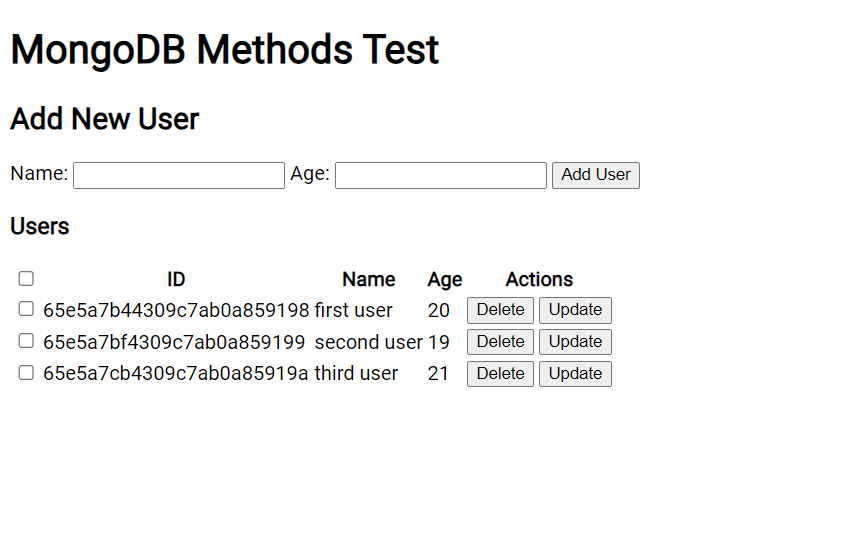 MongoDB Methods Test
Add New User
Name: Age: Add User
Users
ID Name Age Actions
65e5a7b44309c7ab0a859198 first user 20 Delete Update
65e5a7bf4309c7ab0a859199 second user 19 Delete Update
65e5a7cb4309c7ab0a85919a third user 21 Delete Update